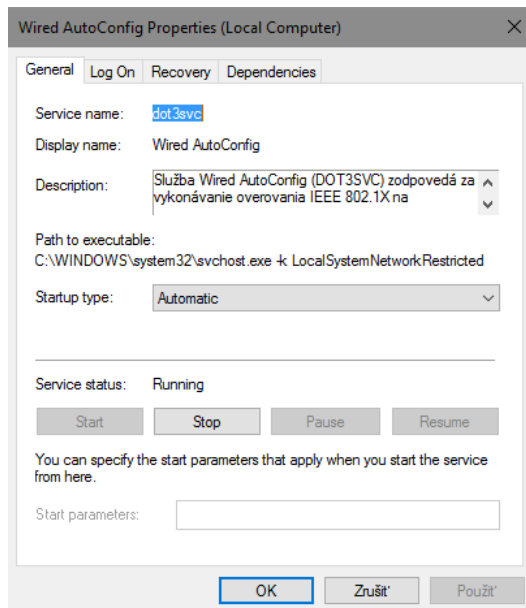 Wired AutoConfig Properties (Local Computer)
General Log On Recovery Dependencies
Service name: dot3svc
Display name: Wired AutoConfig
Description: Služba Wired AutoConfig (DOT3SVC) zodpovedá za
vykonávanie overovania IEEE 802.1X na
Path to executable:
C:\WINDOWS\system32\svchost.exe -k LocalSystemNetworkRestricted
Startup type: Automatic
Service status: Running
Start Stop Pause Resume
You can specify the start parameters that apply when you start the service
from here.
Start parameters:
OK Zrušiť Použiť